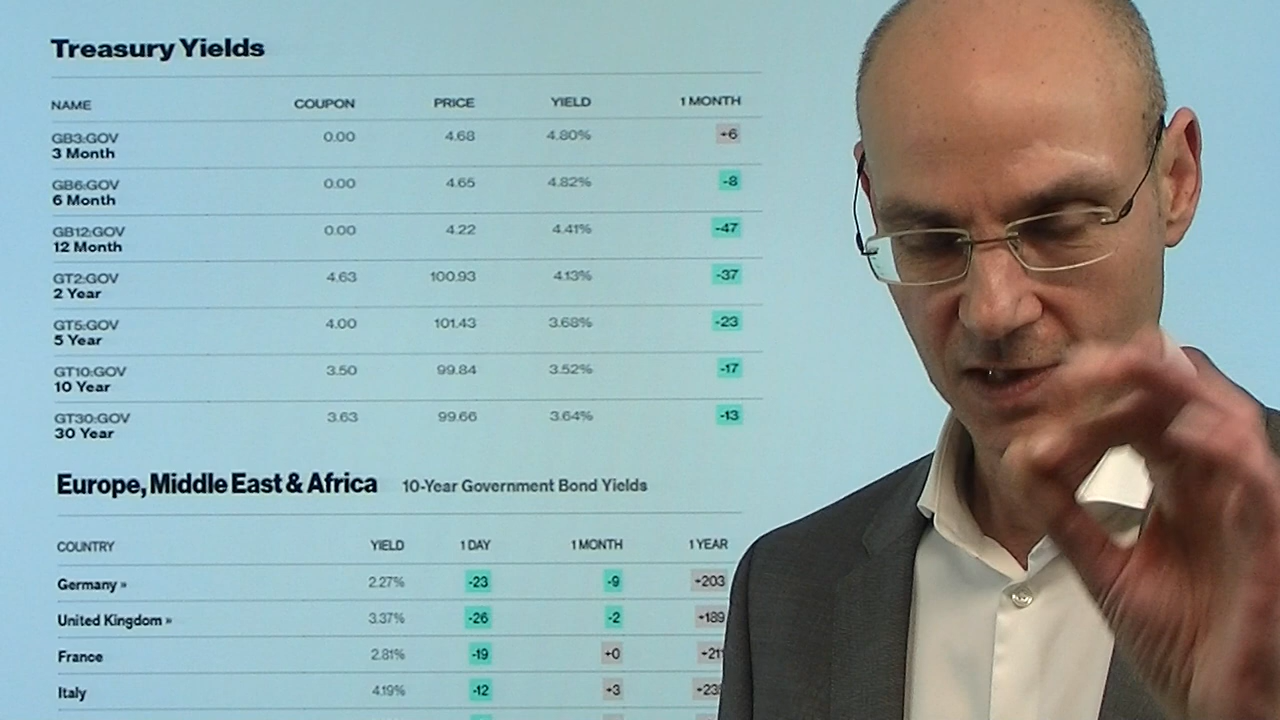 Treasury Yields
NAME COUPON PRICE YIELD 1 MONTH
GB3:GOV 0.00 4.68 4.80% +6
3 Month
GB6:GOV 0.00 4.65 4.82% -8
6 Month
GB12:GOV 0.00 4.22 4.41% -47
12 Month
GT2:GOV 4.63 100.93 4.13% -37
2 Year
GT5:GOV 4.00 101.43 3.68% -23
5 Year
GT10:GOV 3.50 99.84 3.52% -17
10 Year
GT30:GOV 3.63 99.66 3.64% -13
30 Year
Europe, Middle East & Africa 10-Year Government Bond Yields
COUNTRY YIELD 1 DAY 1 MONTH 1 YEAR
Germany » 2.27% -23 -9 +203
United Kingdom » 3.37% -26 -2 +189
France 2.81% -19 +0
Italy 4.19% -12 +3